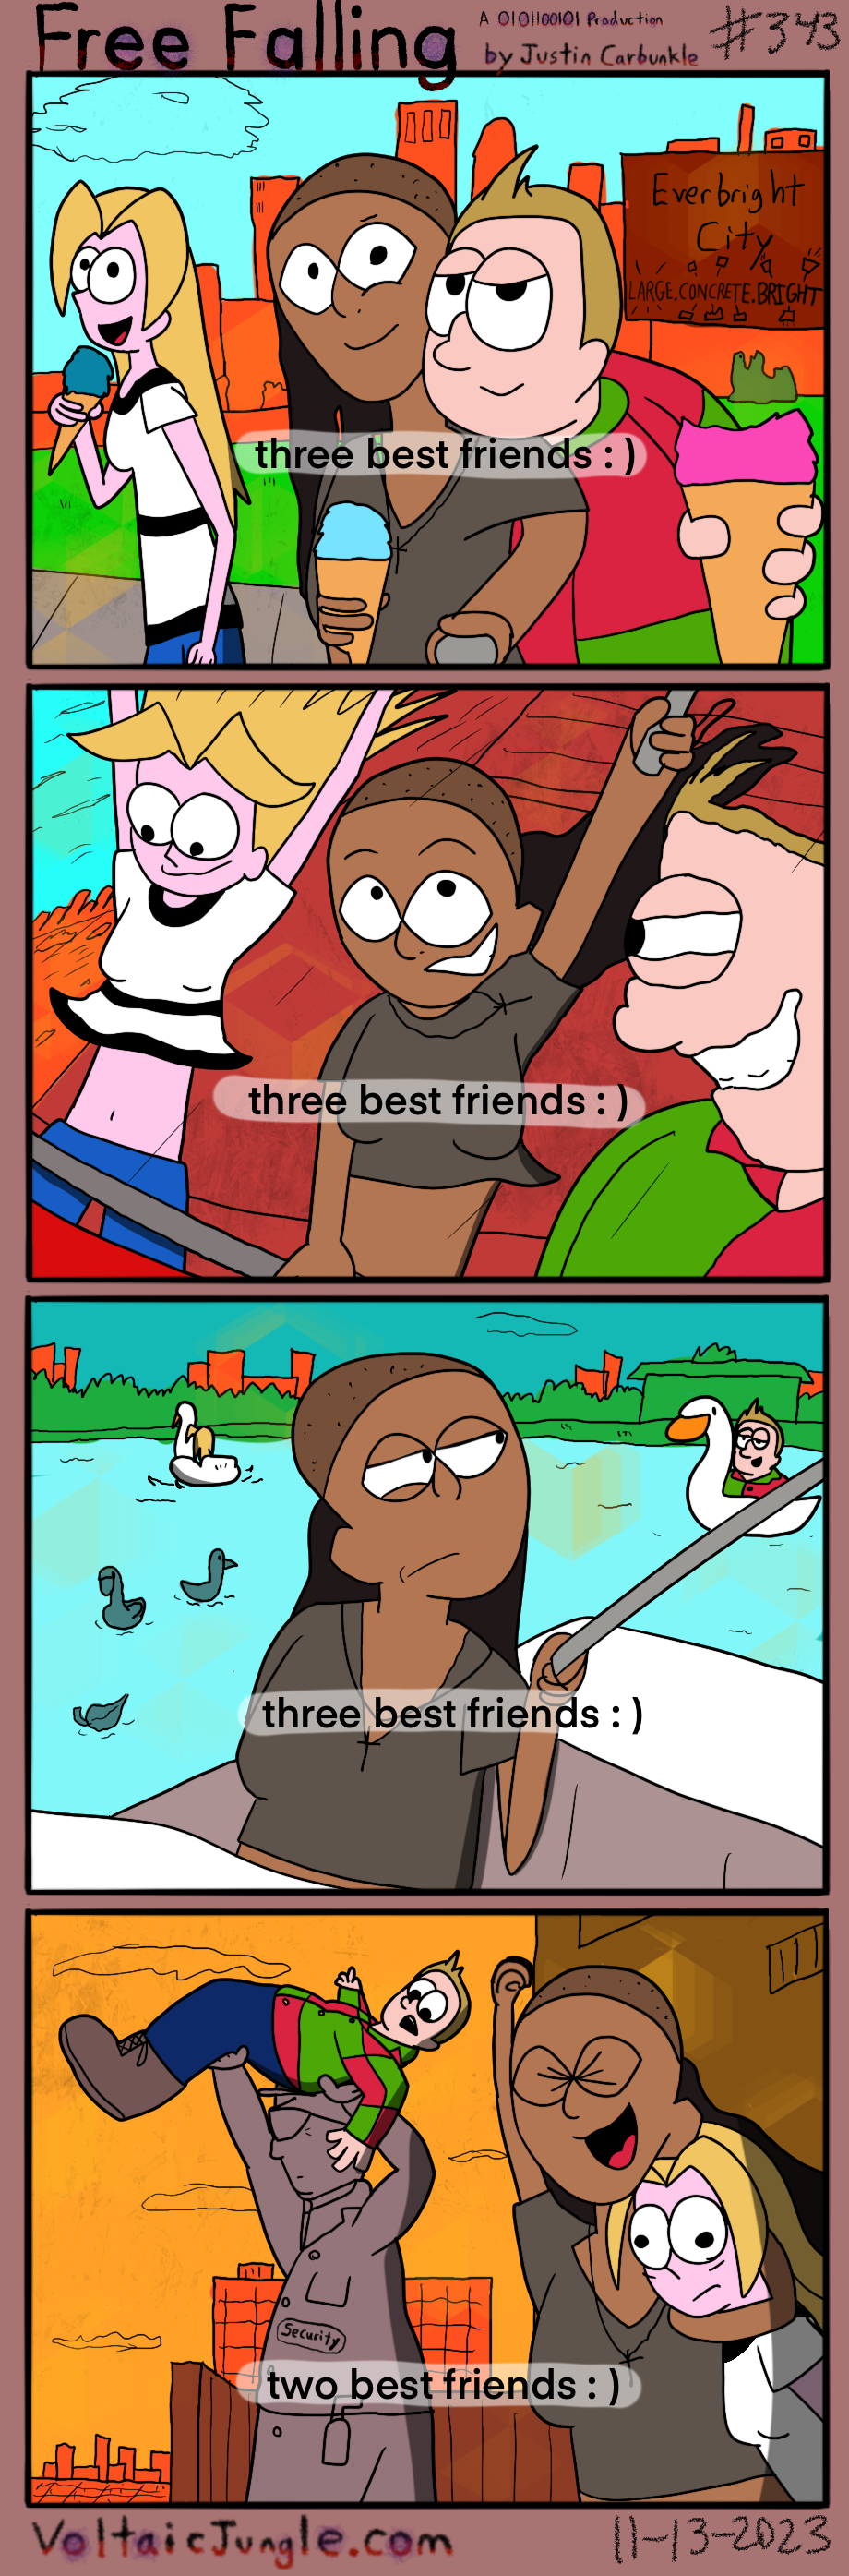 Free Falling
A 0101100101 Production
by Justin Carbunkle
#343
Everbright
City
LARGE.CONCRETE.BRIGHT
three best friends : )
three best friends : )
three best friends : )
Security
two best friends : )
VoltaicJungle.com
11-13-2023